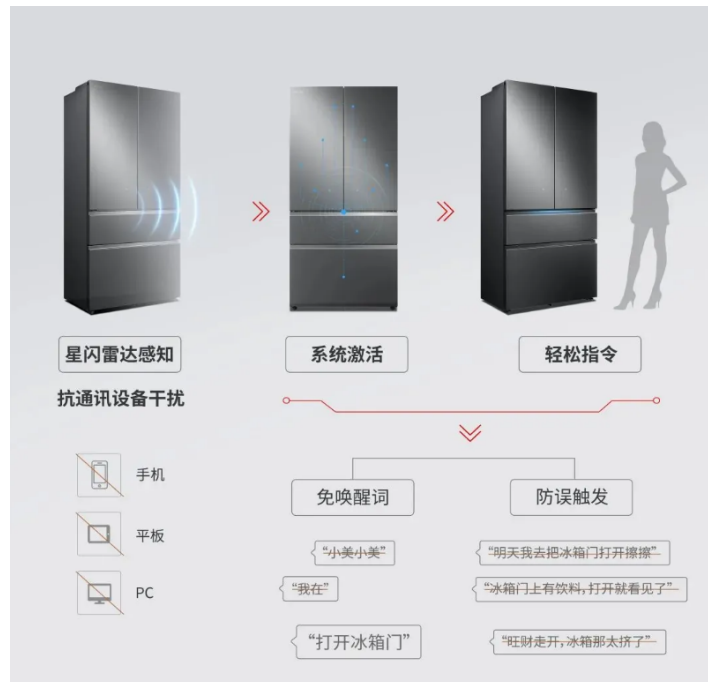 星闪雷达感知
系统激活
轻松指令
抗通讯设备干扰
手机
平板
PC
免唤醒词
防误触发
“小美小美”
“我在”
“打开冰箱门”
“明天我去把冰箱门打开擦擦”
“冰箱门上有饮料,打开就看见了”
“旺财走开,冰箱那太挤了”